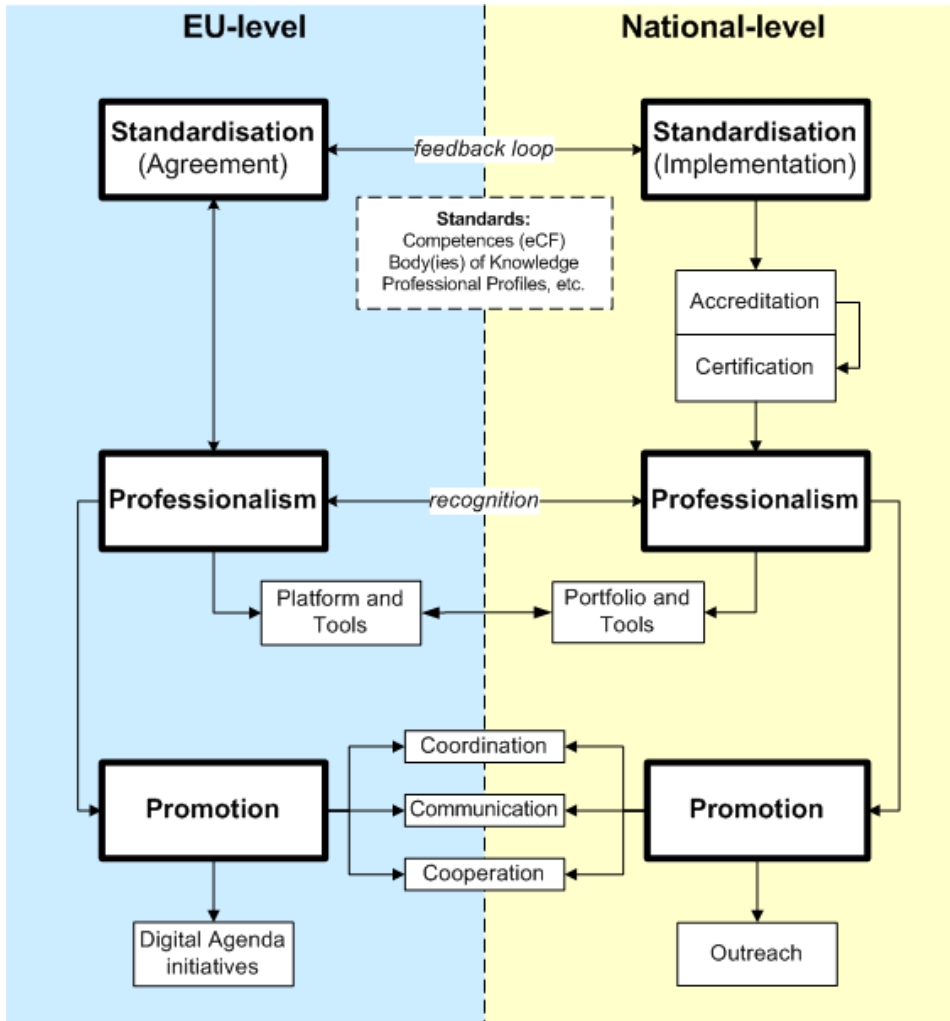 EU-level
National-level
Standardisation
(Agreement)
feedback loop
Standardisation
(Implementation)
Standards:
Competences (eCF)
Body(ies) of Knowledge
Professional Profiles, etc.
Accreditation
Certification
Professionalism
recognition
Professionalism
Platform and
Tools
Portfolio and
Tools
Coordination
Promotion
Communication
Promotion
Cooperation
Digital Agenda
initiatives
Outreach